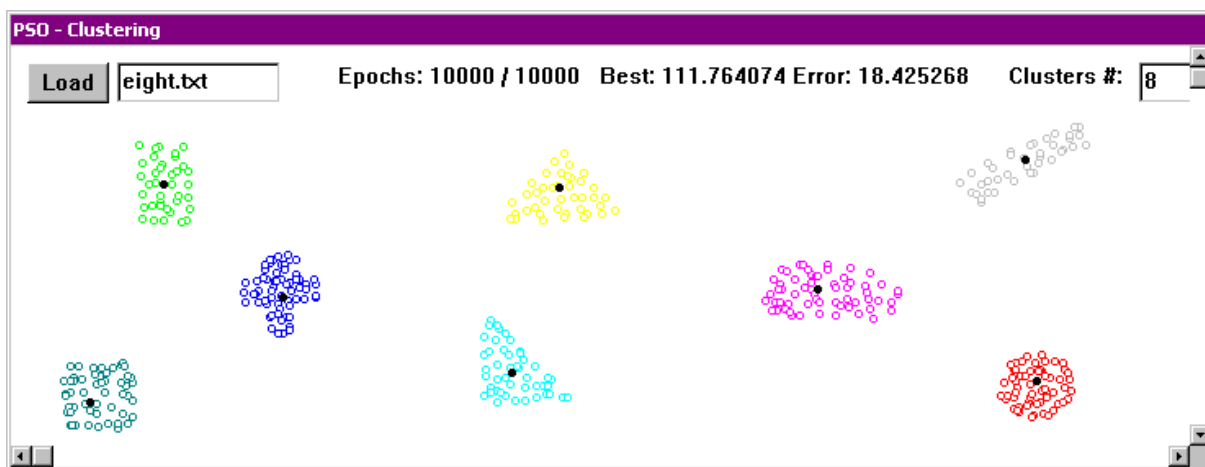 PSO - Clustering
Load eight.txt Epochs: 10000 / 10000 Best: 111.764074 Error: 18.425268 Clusters #: 8